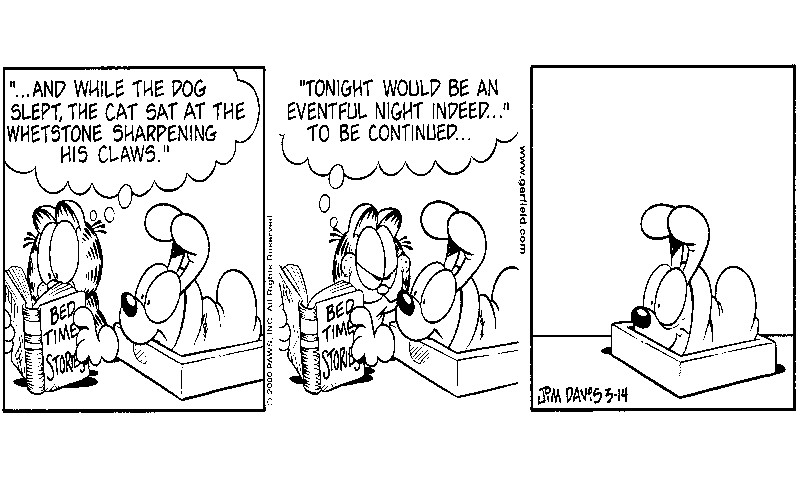 "...AND WHILE THE DOG
SLEPT, THE CAT SAT AT THE
WHETSTONE SHARPENING
HIS CLAWS."
BED
TIME
STORIES
© 2000 PAWS, INC. All Rights Reserved.
"TONIGHT WOULD BE AN
EVENTFUL NIGHT INDEED..."
TO BE CONTINUED...
BED
TIME
STORIES
www.garfield.com
JIM DAVIS 3-14